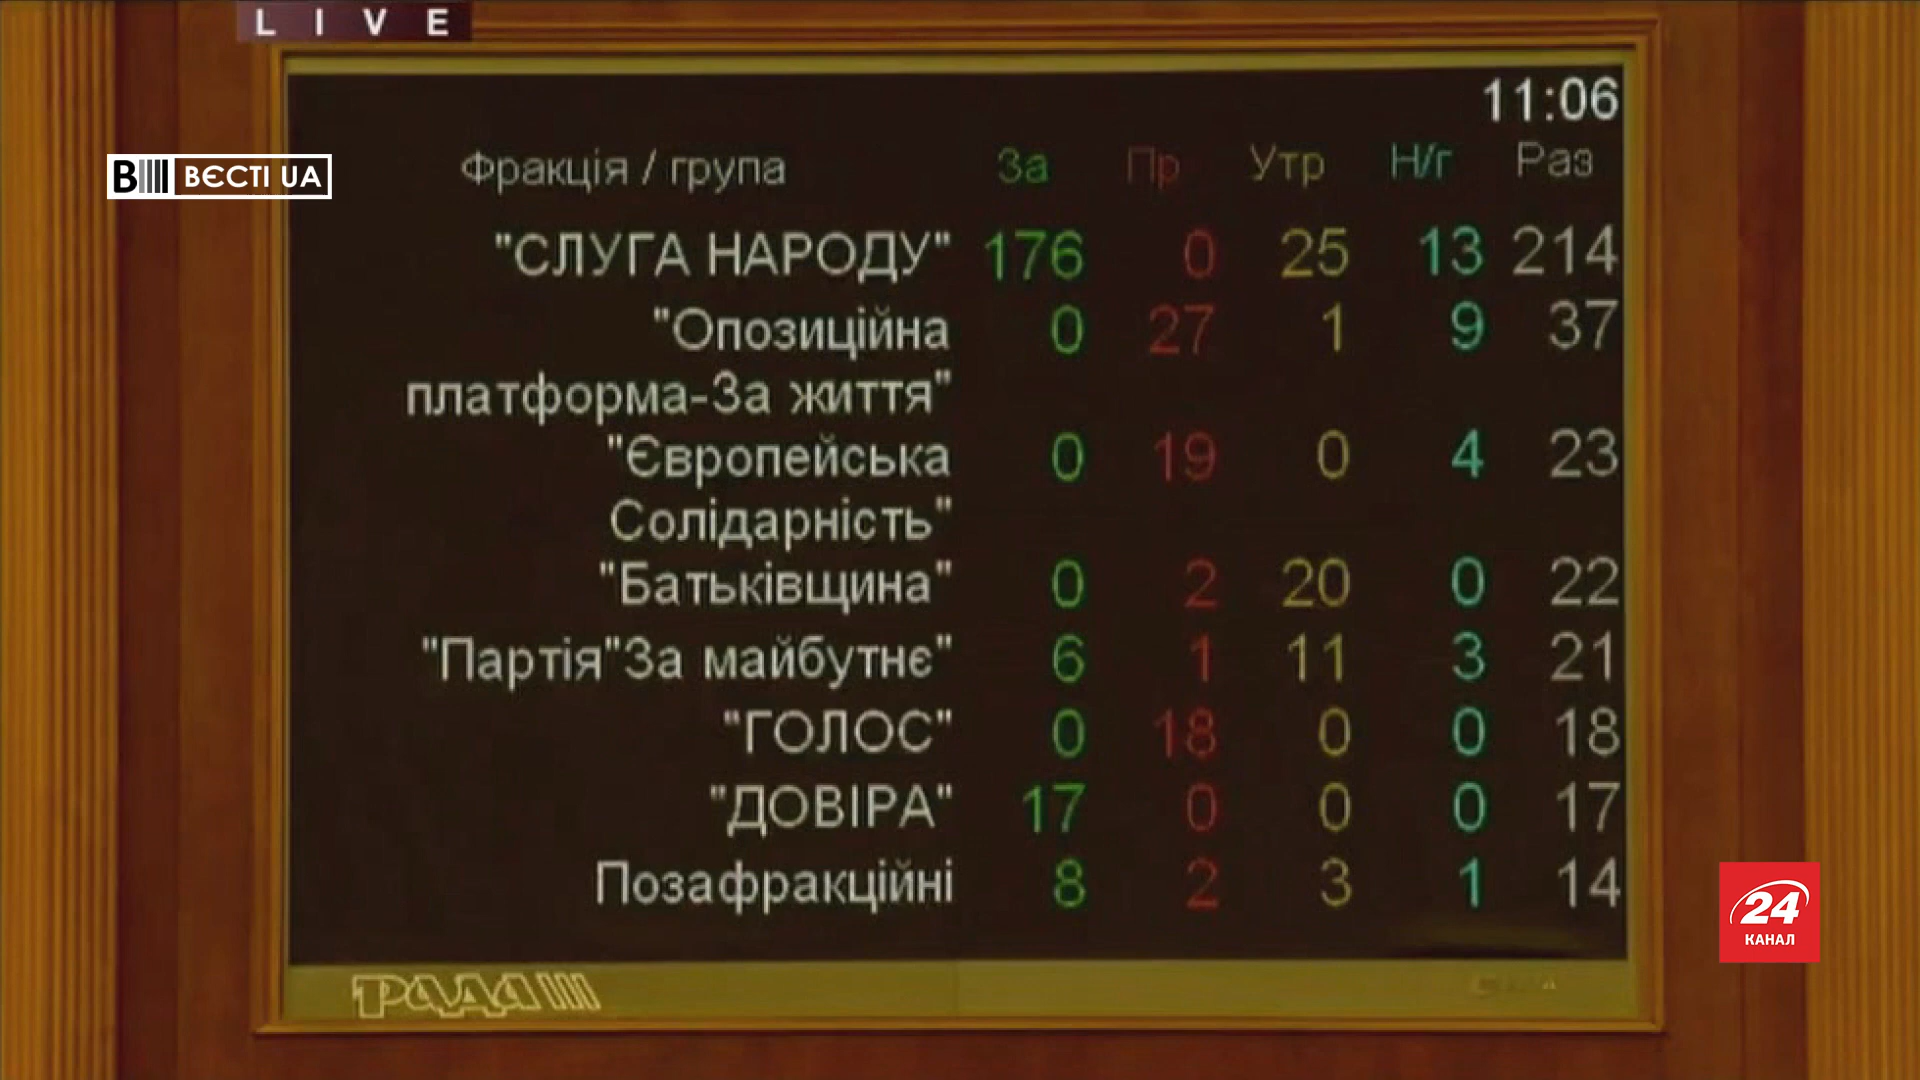 LIVE
11:06
ВЄСТІ UA
Фракція / група За Пр Утр Н/г Раз
"СЛУГА НАРОДУ" 176 0 25 13 214
"Опозиційна 0 27 1 9 37
платформа-За життя"
"Європейська 0 19 0 4 23
Солідарність"
"Батьківщина" 0 2 20 0 22
"Партія"За майбутнє" 6 1 11 3 21
"ГОЛОС" 0 18 0 0 18
"ДОВІРА" 17 0 0 0 17
Позафракційні 8 2 3 1 14
24
КАНАЛ
РАДА III